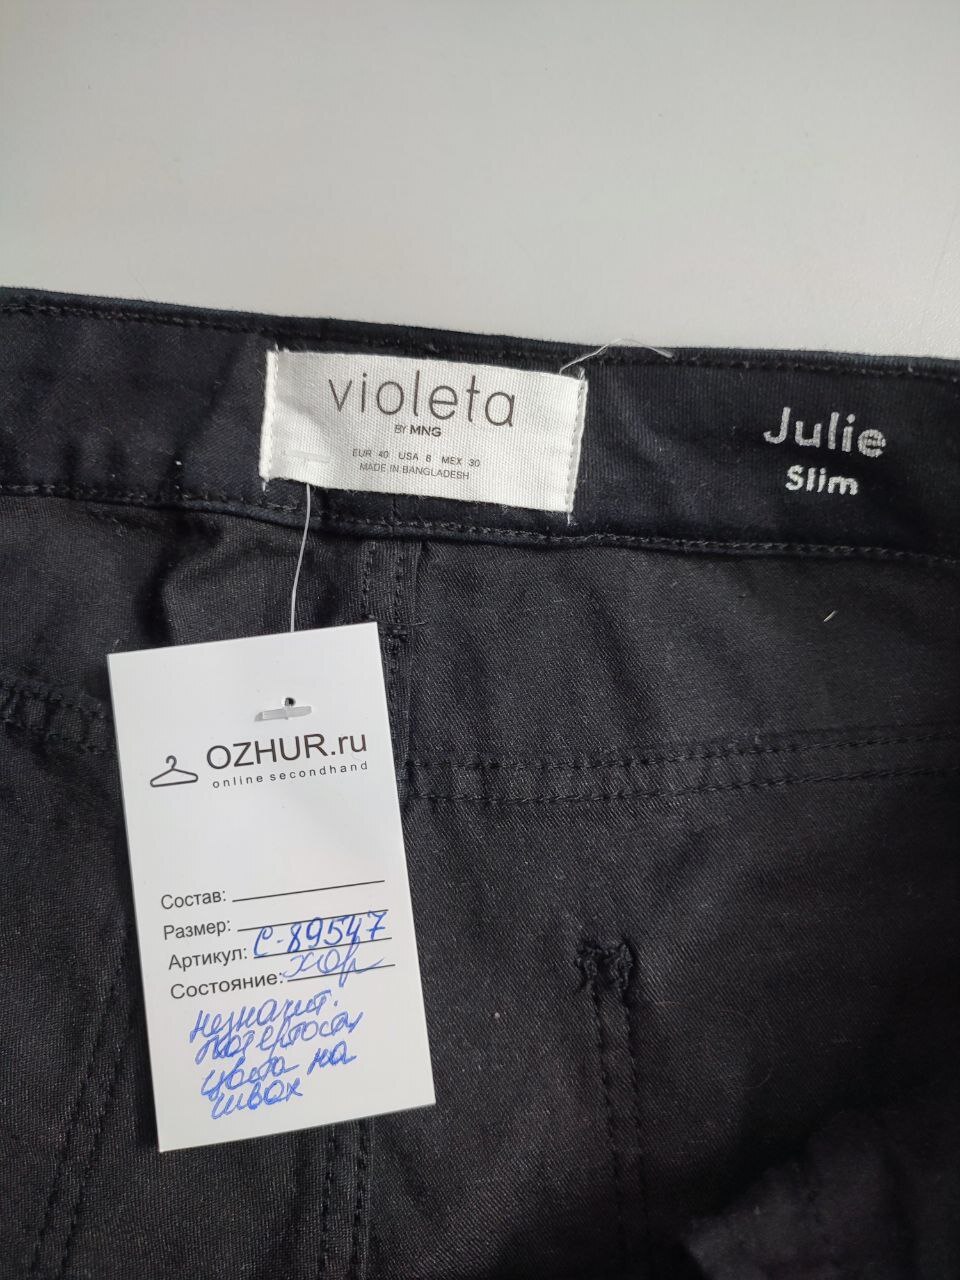 violeta
BY MNG
EUR 40 USA 8 MEX 30
MADE IN BANGLADESH
Julie
Slim
OZHUR.ru
online secondhand
Состав:
Размер:
Артикул: С-89547
Состояние: хор
незначит.
потертости
цвета на
швах